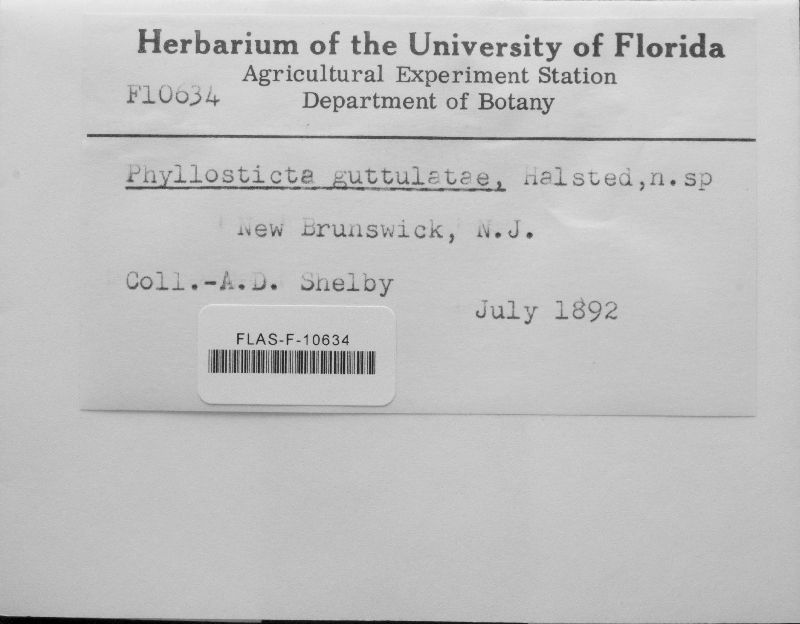 Herbarium of the University of Florida
Agricultural Experiment Station
F10634
Department of Botany
Phyllosticta guttulatae, Halsted,n.sp
New Brunswick, N.J.
Coll.-A.D. Shelby
July 1892
FLAS-F-10634